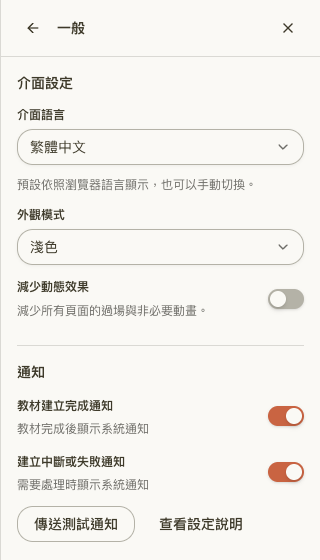 一般
介面設定
介面語言
繁體中文
預設依照瀏覽器語言顯示，也可以手動切換。
外觀模式
淺色
減少動態效果
減少所有頁面的過場與非必要動畫。
通知
教材建立完成通知
教材完成後顯示系統通知
建立中斷或失敗通知
需要處理時顯示系統通知
傳送測試通知 查看設定說明